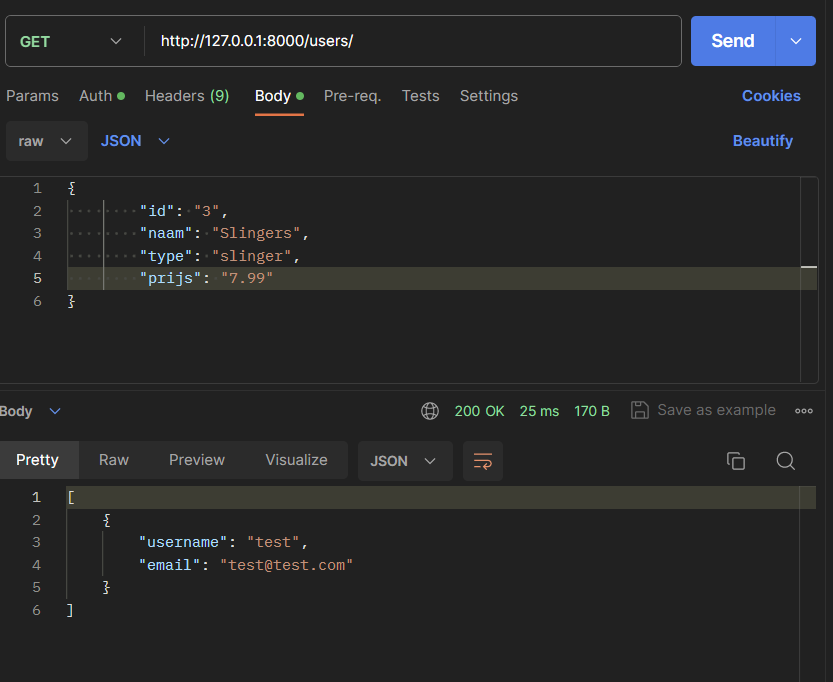 GET http://127.0.0.1:8000/users/ Send
Params Auth Headers (9) Body Pre-req. Tests Settings Cookies
raw JSON Beautify
1 {
2 "id": "3",
3 "naam": "Slingers",
4 "type": "slinger",
5 "prijs": "7.99"
6 }
Body 200 OK 25 ms 170 B Save as example
Pretty Raw Preview Visualize JSON
1 [
2 {
3 "username": "test",
4 "email": "test@test.com"
5 }
6 ]